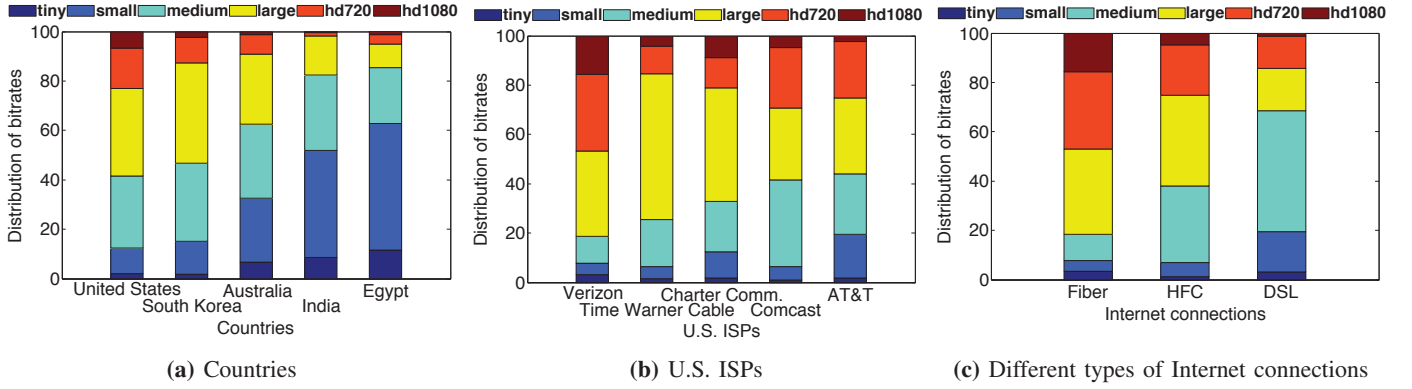 tiny small medium large hd720 hd1080
100
80
60
40
20
0
Distribution of bitrates
United States South Korea Australia India Egypt
Countries
(a) Countries
tiny small medium large hd720 hd1080
100
80
60
40
20
0
Distribution of bitrates
Verizon Time Warner Cable Charter Comm. Comcast AT&T
U.S. ISPs
(b) U.S. ISPs
tiny small medium large hd720 hd1080
100
80
60
40
20
0
Distribution of bitrates
Fiber HFC DSL
Internet connections
(c) Different types of Internet connections